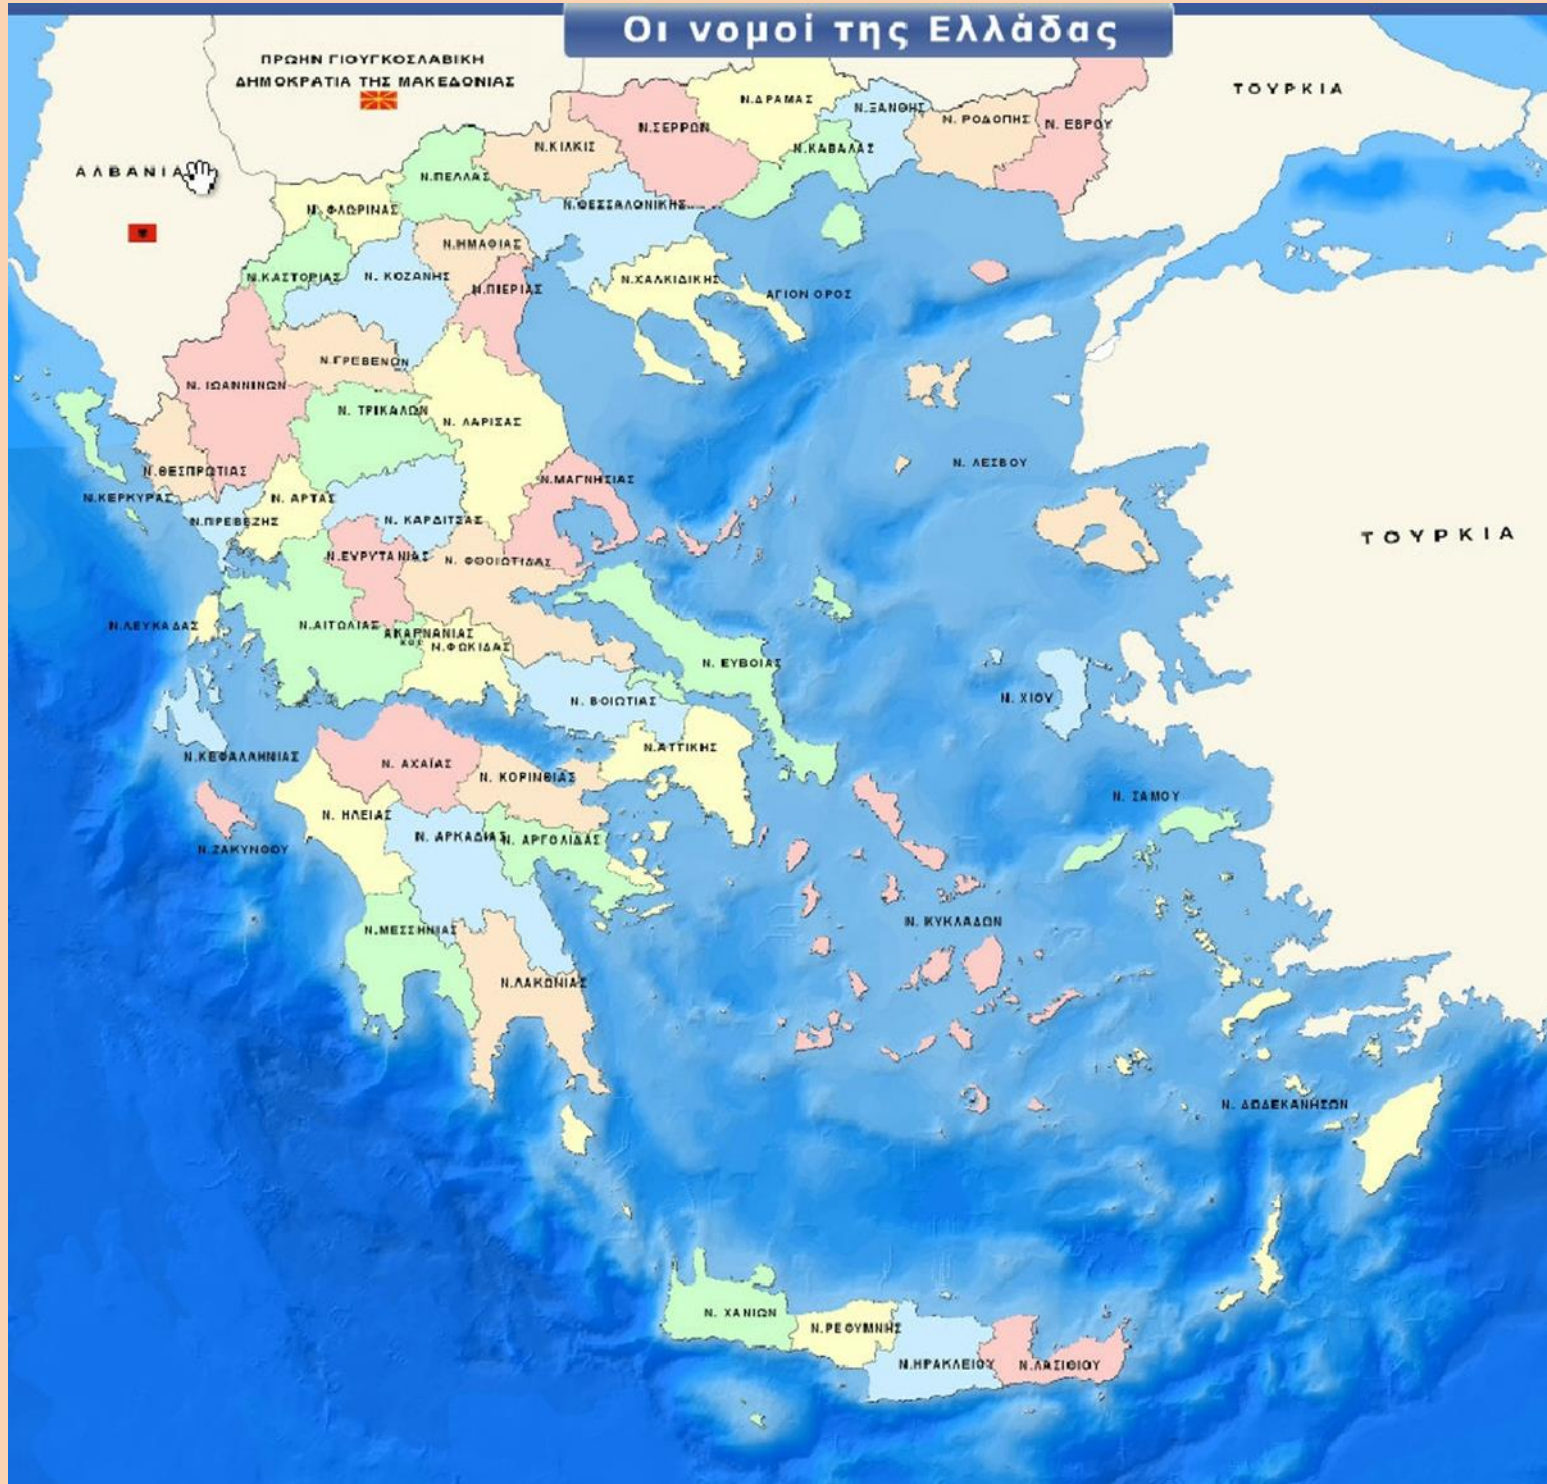 Οι νομοί της Ελλάδας
ΠΡΩΗΝ ΓΙΟΥΓΚΟΣΛΑΒΙΚΗ
ΔΗΜΟΚΡΑΤΙΑ ΤΗΣ ΜΑΚΕΔΟΝΙΑΣ
ΤΟΥΡΚΙΑ
Ν.ΔΡΑΜΑΣ
Ν.ΞΑΝΘΗΣ
Ν. ΡΟΔΟΠΗΣ
Ν. ΕΒΡΟΥ
Ν.ΣΕΡΡΩΝ
Ν.ΚΙΛΚΙΣ
Ν.ΚΑΒΑΛΑΣ
ΑΛΒΑΝΙΑ
Ν.ΠΕΛΛΑΣ
Ν.ΘΕΣΣΑΛΟΝΙΚΗΣ
Ν. ΦΛΩΡΙΝΑΣ
Ν.ΗΜΑΘΙΑΣ
Ν.ΚΑΣΤΟΡΙΑΣ
Ν. ΚΟΖΑΝΗΣ
Ν.ΧΑΛΚΙΔΙΚΗΣ
Ν.ΠΙΕΡΙΑΣ
ΑΓΙΟΝ ΟΡΟΣ
Ν.ΓΡΕΒΕΝΩΝ
Ν. ΙΩΑΝΝΙΝΩΝ
Ν. ΤΡΙΚΑΛΩΝ
Ν. ΛΑΡΙΣΑΣ
Ν. ΛΕΣΒΟΥ
Ν.ΘΕΣΠΡΩΤΙΑΣ
Ν.ΜΑΓΝΗΣΙΑΣ
Ν.ΚΕΡΚΥΡΑΣ
Ν. ΑΡΤΑΣ
Ν.ΠΡΕΒΕΖΗΣ
Ν. ΚΑΡΔΙΤΣΑΣ
ΤΟΥΡΚΙΑ
Ν.ΕΥΡΥΤΑΝΙΑΣ
Ν. ΦΘΟΙΩΤΙΔΑΣ
Ν.ΛΕΥΚΑΔΑΣ
Ν.ΑΙΤΩΛΙΑΣ
ΑΚΑΡΝΑΝΙΑΣ
Ν.ΦΩΚΙΔΑΣ
Ν. ΕΥΒΟΙΑΣ
Ν. ΒΟΙΩΤΙΑΣ
Ν. ΧΙΟΥ
Ν.ΑΤΤΙΚΗΣ
Ν.ΚΕΦΑΛΛΗΝΙΑΣ
Ν. ΑΧΑΪΑΣ
Ν. ΚΟΡΙΝΘΙΑΣ
Ν. ΣΑΜΟΥ
Ν. ΗΛΕΙΑΣ
Ν. ΑΡΚΑΔΙΑΣ
Ν. ΑΡΓΟΛΙΔΑΣ
Ν.ΖΑΚΥΝΘΟΥ
Ν. ΚΥΚΛΑΔΩΝ
Ν.ΜΕΣΣΗΝΙΑΣ
Ν.ΛΑΚΩΝΙΑΣ
Ν. ΔΩΔΕΚΑΝΗΣΩΝ
Ν. ΧΑΝΙΩΝ
Ν.ΡΕΘΥΜΝΗΣ
Ν.ΗΡΑΚΛΕΙΟΥ
Ν.ΛΑΣΙΘΙΟΥ